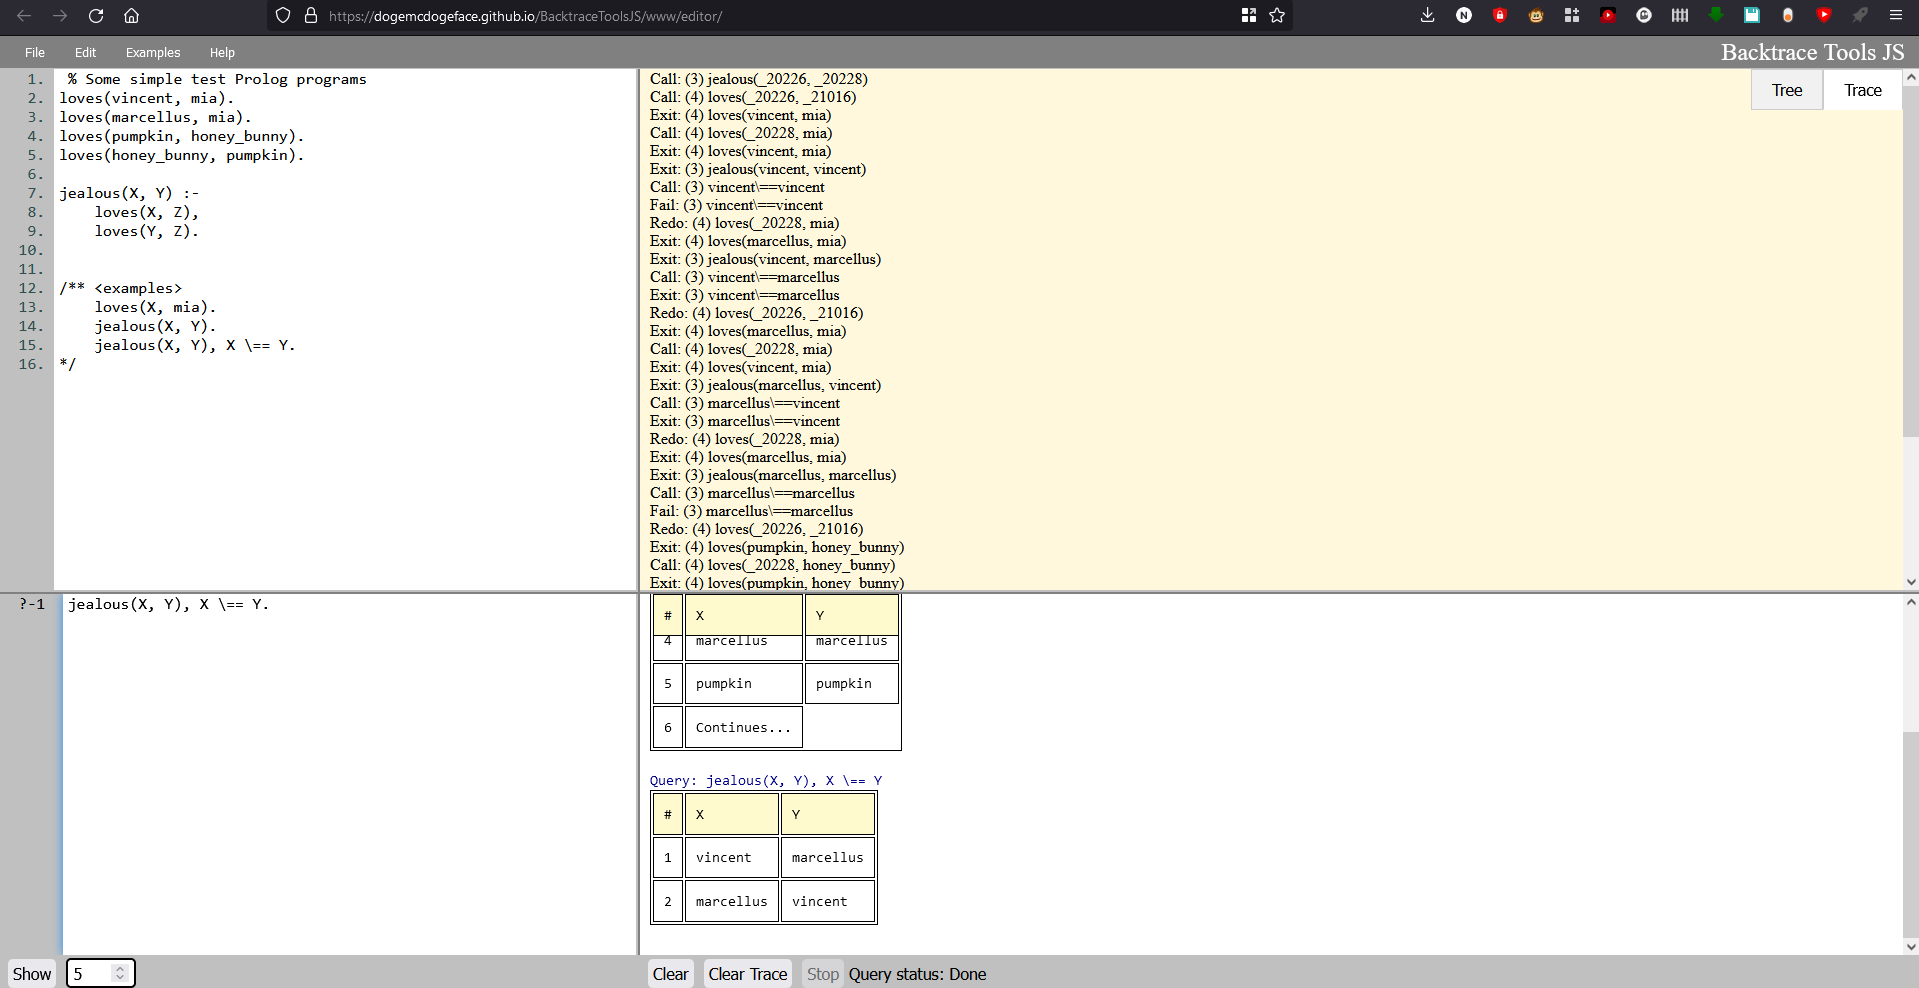 https://dogemcdogeface.github.io/BacktraceToolsJS/www/editor/
File Edit Examples Help Backtrace Tools JS
1. % Some simple test Prolog programs
2. loves(vincent, mia).
3. loves(marcellus, mia).
4. loves(pumpkin, honey_bunny).
5. loves(honey_bunny, pumpkin).
6.
7. jealous(X, Y) :-
8. loves(X, Z),
9. loves(Y, Z).
10.
11.
12. /** <examples>
13. loves(X, mia).
14. jealous(X, Y).
15. jealous(X, Y), X \== Y.
16. */
Tree Trace
Call: (3) jealous(_20226, _20228)
Call: (4) loves(_20226, _21016)
Exit: (4) loves(vincent, mia)
Call: (4) loves(_20228, mia)
Exit: (4) loves(vincent, mia)
Exit: (3) jealous(vincent, vincent)
Call: (3) vincent\==vincent
Fail: (3) vincent\==vincent
Redo: (4) loves(_20228, mia)
Exit: (4) loves(marcellus, mia)
Exit: (3) jealous(vincent, marcellus)
Call: (3) vincent\==marcellus
Exit: (3) vincent\==marcellus
Redo: (4) loves(_20226, _21016)
Exit: (4) loves(marcellus, mia)
Call: (4) loves(_20228, mia)
Exit: (4) loves(vincent, mia)
Exit: (3) jealous(marcellus, vincent)
Call: (3) marcellus\==vincent
Exit: (3) marcellus\==vincent
Redo: (4) loves(_20228, mia)
Exit: (4) loves(marcellus, mia)
Exit: (3) jealous(marcellus, marcellus)
Call: (3) marcellus\==marcellus
Fail: (3) marcellus\==marcellus
Redo: (4) loves(_20226, _21016)
Exit: (4) loves(pumpkin, honey_bunny)
Call: (4) loves(_20228, honey_bunny)
Exit: (4) loves(pumpkin, honey_bunny)
?-1 jealous(X, Y), X \== Y.
# X Y
4 marcellus marcellus
5 pumpkin pumpkin
6 Continues...
Query: jealous(X, Y), X \== Y
# X Y
1 vincent marcellus
2 marcellus vincent
Show 5 Clear Clear Trace Stop Query status: Done